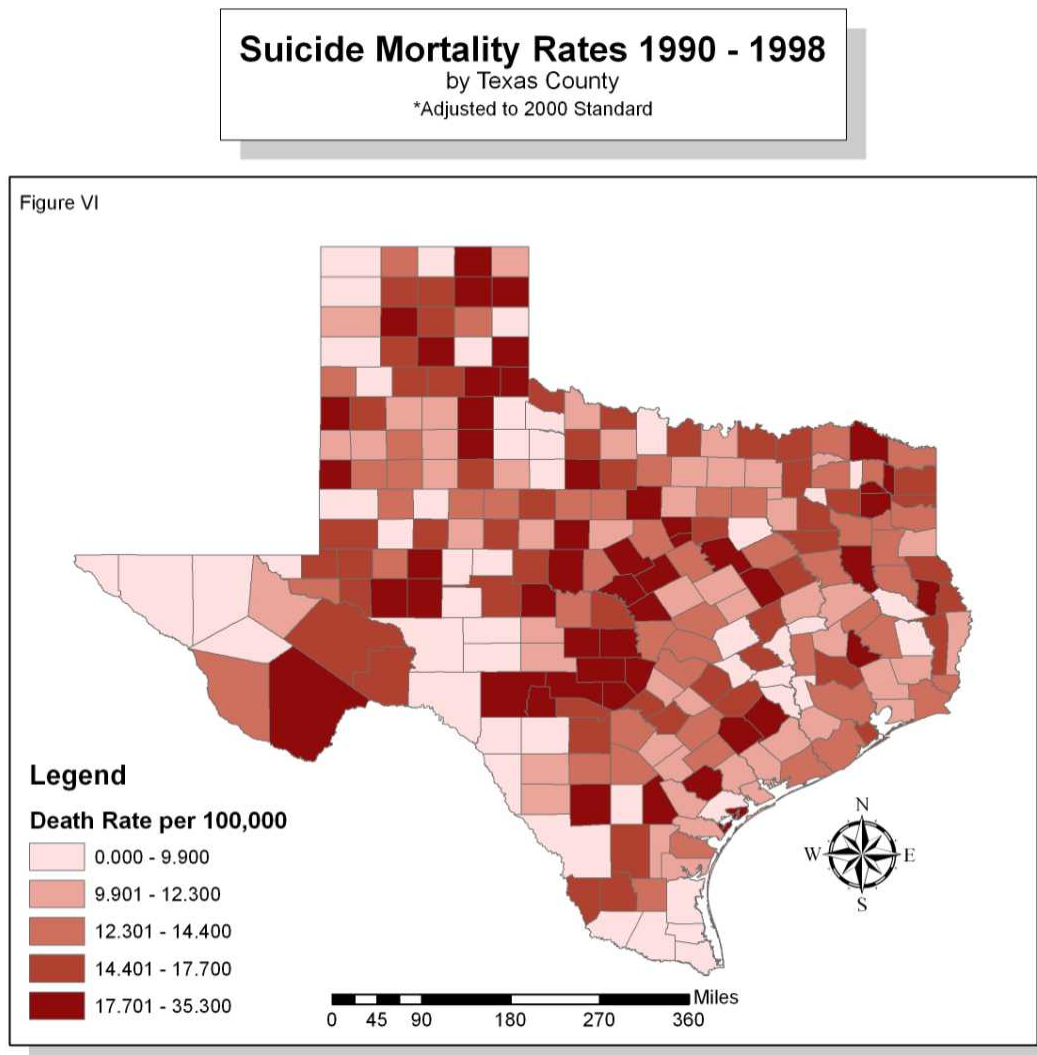 Suicide Mortality Rates 1990 - 1998
by Texas County
*Adjusted to 2000 Standard
Figure VI
Legend
Death Rate per 100,000
0.000 - 9.900
9.901 - 12.300
12.301 - 14.400
14.401 - 17.700
17.701 - 35.300
N
W E
S
Miles
0 45 90 180 270 360